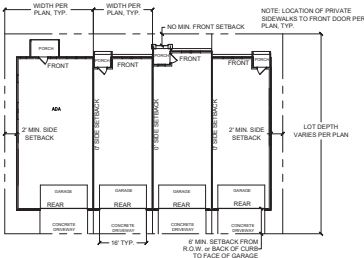 WIDTH PER
PLAN, TYP.
WIDTH PER
PLAN, TYP.
NO MIN. FRONT SETBACK
NOTE: LOCATION OF PRIVATE
SIDEWALKS TO FRONT DOOR PER
PLAN, TYP.
PORCH
PORCH
PORCH
PORCH
FRONT
FRONT
FRONT
FRONT
ADA
2' MIN. SIDE
SETBACK
0' SIDE SETBACK
0' SIDE SETBACK
0' SIDE SETBACK
2' MIN. SIDE
SETBACK
LOT DEPTH
VARIES PER PLAN
GARAGE
GARAGE
GARAGE
GARAGE
REAR
REAR
REAR
REAR
CONCRETE
DRIVEWAY
CONCRETE
DRIVEWAY
CONCRETE
DRIVEWAY
CONCRETE
DRIVEWAY
16' TYP.
6' MIN. SETBACK FROM
R.O.W. or BACK OF CURB
TO FACE OF GARAGE